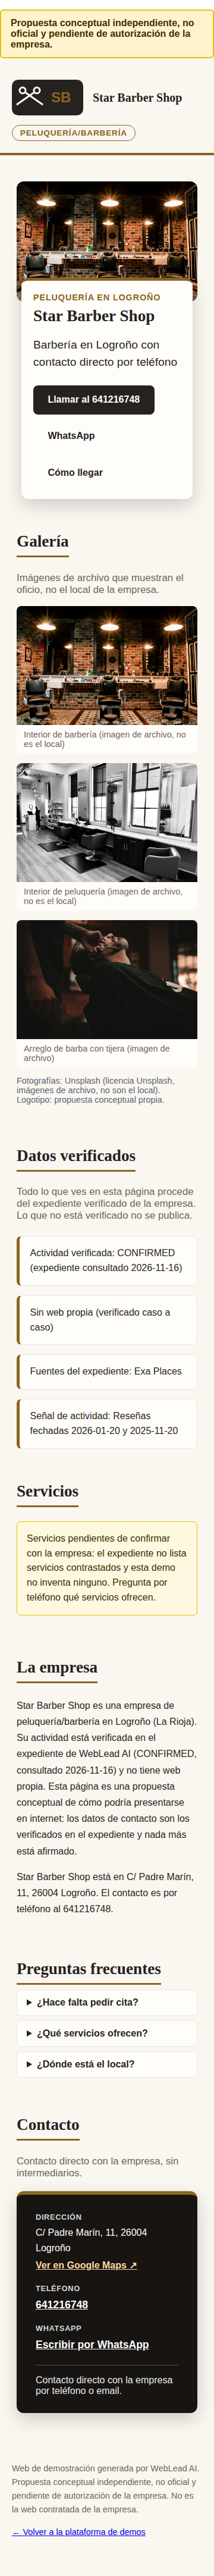 Propuesta conceptual independiente, no
oficial y pendiente de autorización de la
empresa.
SB
Star Barber Shop
PELUQUERÍA/BARBERÍA
PELUQUERÍA EN LOGROÑO
Star Barber Shop
Barbería en Logroño con
contacto directo por teléfono
Llamar al 641216748
WhatsApp
Cómo llegar
Galería
Imágenes de archivo que muestran el
oficio, no el local de la empresa.
Interior de barbería (imagen de archivo, no
es el local)
Interior de peluquería (imagen de archivo,
no es el local)
Arreglo de barba con tijera (imagen de
archivo)
Fotografías: Unsplash (licencia Unsplash,
imágenes de archivo, no son el local).
Logotipo: propuesta conceptual propia.
Datos verificados
Todo lo que ves en esta página procede
del expediente verificado de la empresa.
Lo que no está verificado no se publica.
Actividad verificada: CONFIRMED
(expediente consultado 2026-11-16)
Sin web propia (verificado caso a
caso)
Fuentes del expediente: Exa Places
Señal de actividad: Reseñas
fechadas 2026-01-20 y 2025-11-20
Servicios
Servicios pendientes de confirmar
con la empresa: el expediente no lista
servicios contrastados y esta demo
no inventa ninguno. Pregunta por
teléfono qué servicios ofrecen.
La empresa
Star Barber Shop es una empresa de
peluquería/barbería en Logroño (La Rioja).
Su actividad está verificada en el
expediente de WebLead AI (CONFIRMED,
consultado 2026-11-16) y no tiene web
propia. Esta página es una propuesta
conceptual de cómo podría presentarse
en internet: los datos de contacto son los
verificados en el expediente y nada más
está afirmado.
Star Barber Shop está en C/ Padre Marín,
11, 26004 Logroño. El contacto es por
teléfono al 641216748.
Preguntas frecuentes
¿Hace falta pedir cita?
¿Qué servicios ofrecen?
¿Dónde está el local?
Contacto
Contacto directo con la empresa, sin
intermediarios.
DIRECCIÓN
C/ Padre Marín, 11, 26004
Logroño
Ver en Google Maps ↗
TELÉFONO
641216748
WHATSAPP
Escribir por WhatsApp
Contacto directo con la empresa
por teléfono o email.
Web de demostración generada por WebLead AI.
Propuesta conceptual independiente, no oficial y
pendiente de autorización de la empresa. No es
la web contratada de la empresa.
← Volver a la plataforma de demos